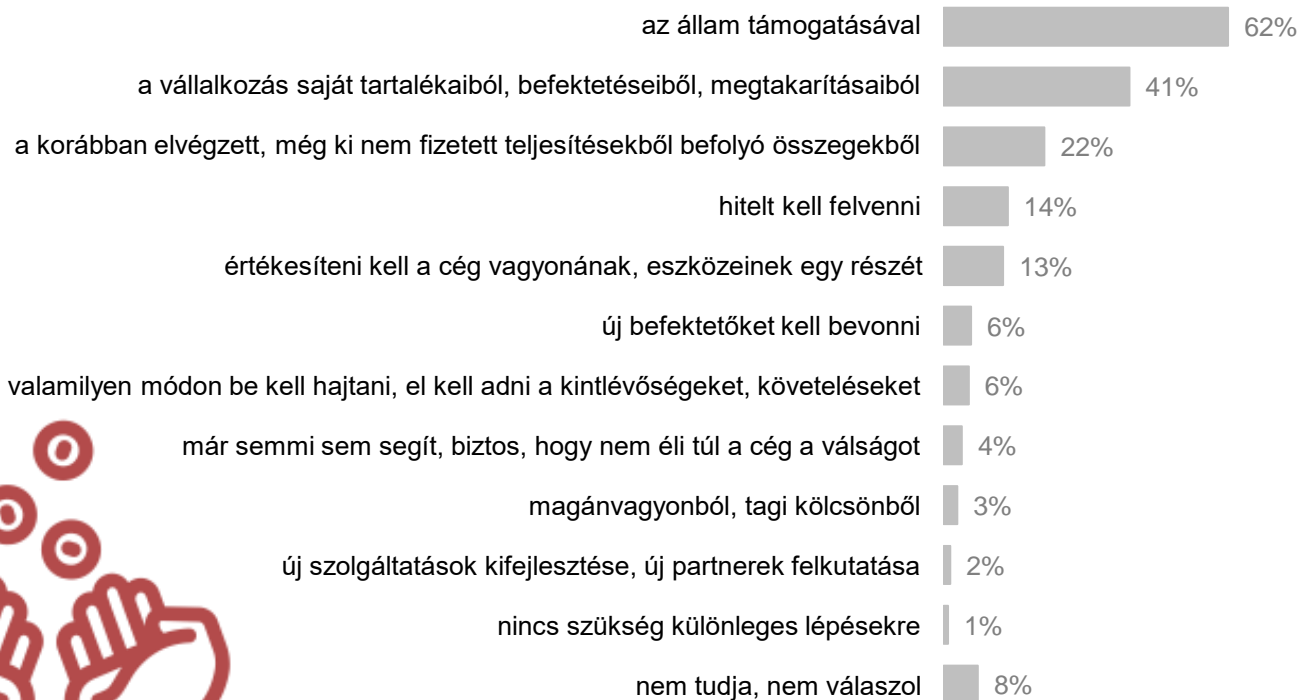 az állam támogatásával 62%
a vállalkozás saját tartalékaiból, befektetéseiből, megtakarításaiból 41%
a korábban elvégzett, még ki nem fizetett teljesítésekből befolyó összegekből 22%
hitelt kell felvenni 14%
értékesíteni kell a cég vagyonának, eszközeinek egy részét 13%
új befektetőket kell bevonni 6%
valamilyen módon be kell hajtani, el kell adni a kintlévőségeket, követeléseket 6%
már semmi sem segít, biztos, hogy nem éli túl a cég a válságot 4%
magánvagyonból, tagi kölcsönből 3%
új szolgáltatások kifejlesztése, új partnerek felkutatása 2%
nincs szükség különleges lépésekre 1%
nem tudja, nem válaszol 8%